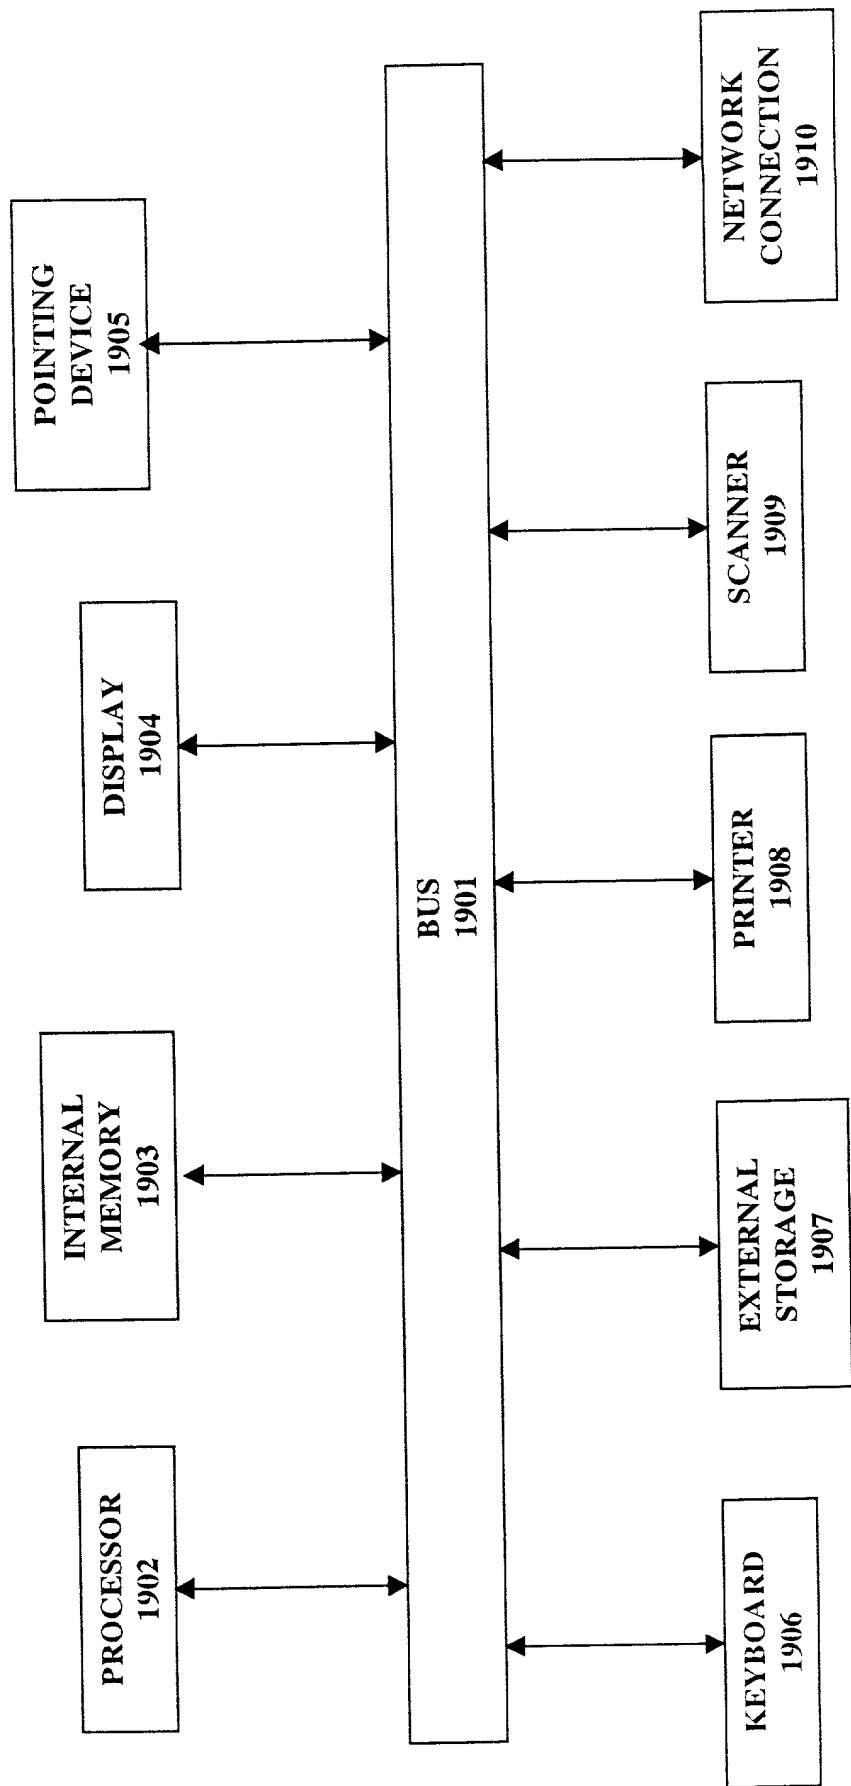 PROCESSOR
1902
INTERNAL
MEMORY
1903
DISPLAY
1904
POINTING
DEVICE
1905
BUS
1901
KEYBOARD
1906
EXTERNAL
STORAGE
1907
PRINTER
1908
SCANNER
1909
NETWORK
CONNECTION
1910